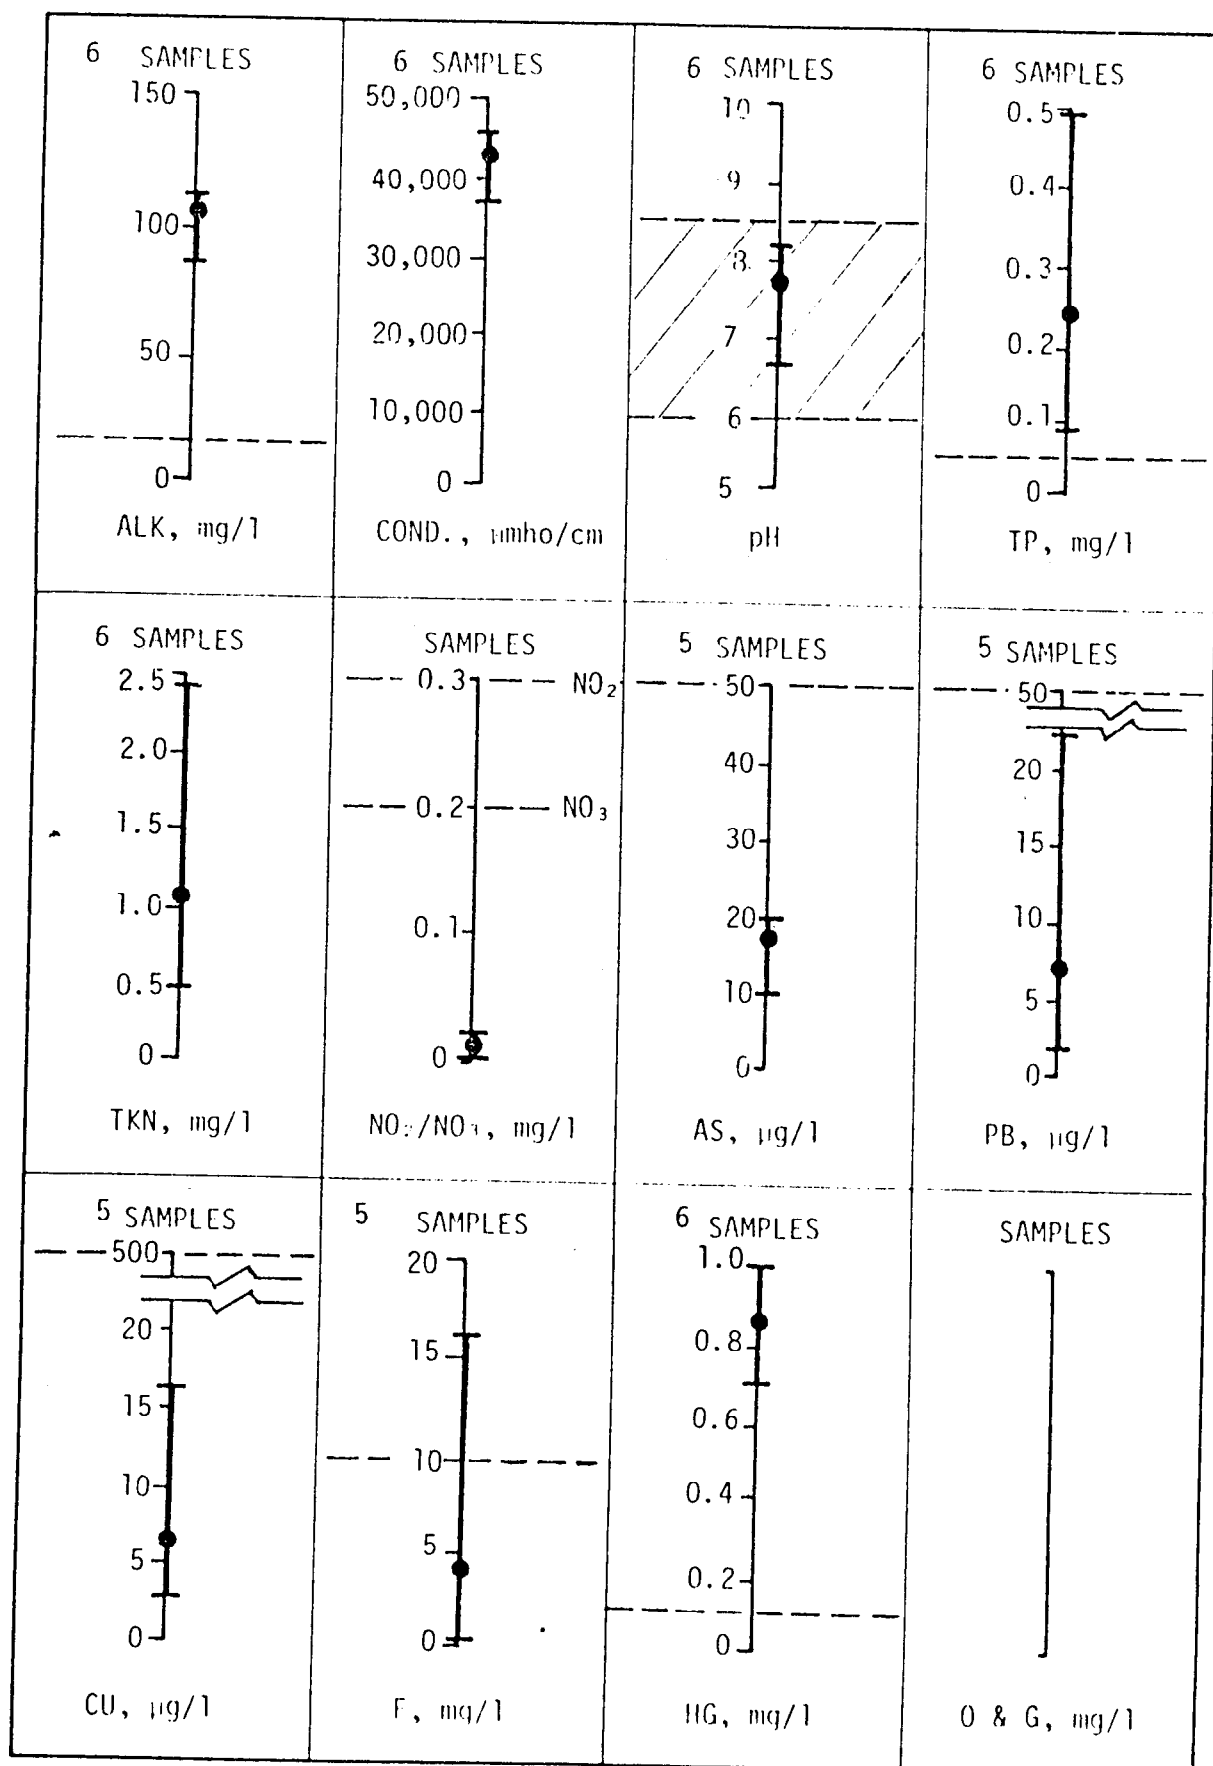 6 SAMPLES
150
100
50
0
ALK, mg/l
6 SAMPLES
50,000
40,000
30,000
20,000
10,000
0
COND., µmho/cm
6 SAMPLES
10
9
8
7
6
5
pH
6 SAMPLES
0.5
0.4
0.3
0.2
0.1
0
TP, mg/l
6 SAMPLES
2.5
2.0
1.5
1.0
0.5
0
TKN, mg/l
SAMPLES
0.3 NO₂
0.2 NO₃
0.1
0
NO₂/NO₃, mg/l
5 SAMPLES
50
40
30
20
10
0
AS, µg/l
5 SAMPLES
50
20
15
10
5
0
PB, µg/l
5 SAMPLES
500
20
15
10
5
0
CU, µg/l
5 SAMPLES
20
15
10
5
0
F, mg/l
6 SAMPLES
1.0
0.8
0.6
0.4
0.2
0
HG, mg/l
SAMPLES
O & G, mg/l